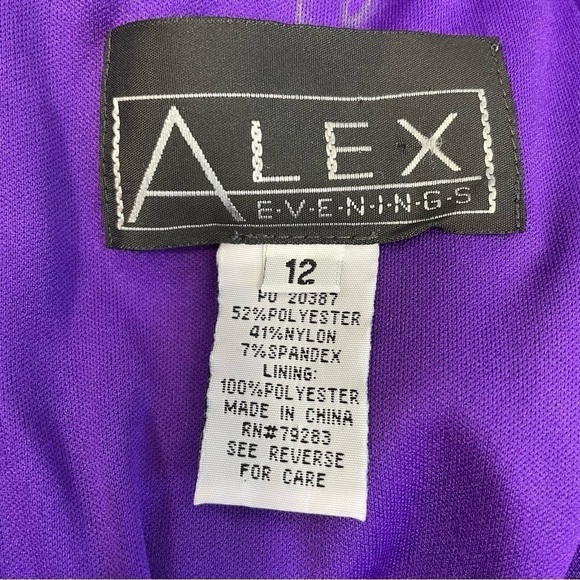 ALEX
E·V·E·N·I·N·G·S
12
PO 20387
52%POLYESTER
41%NYLON
7%SPANDEX
LINING:
100%POLYESTER
MADE IN CHINA
RN#79283
SEE REVERSE
FOR CARE